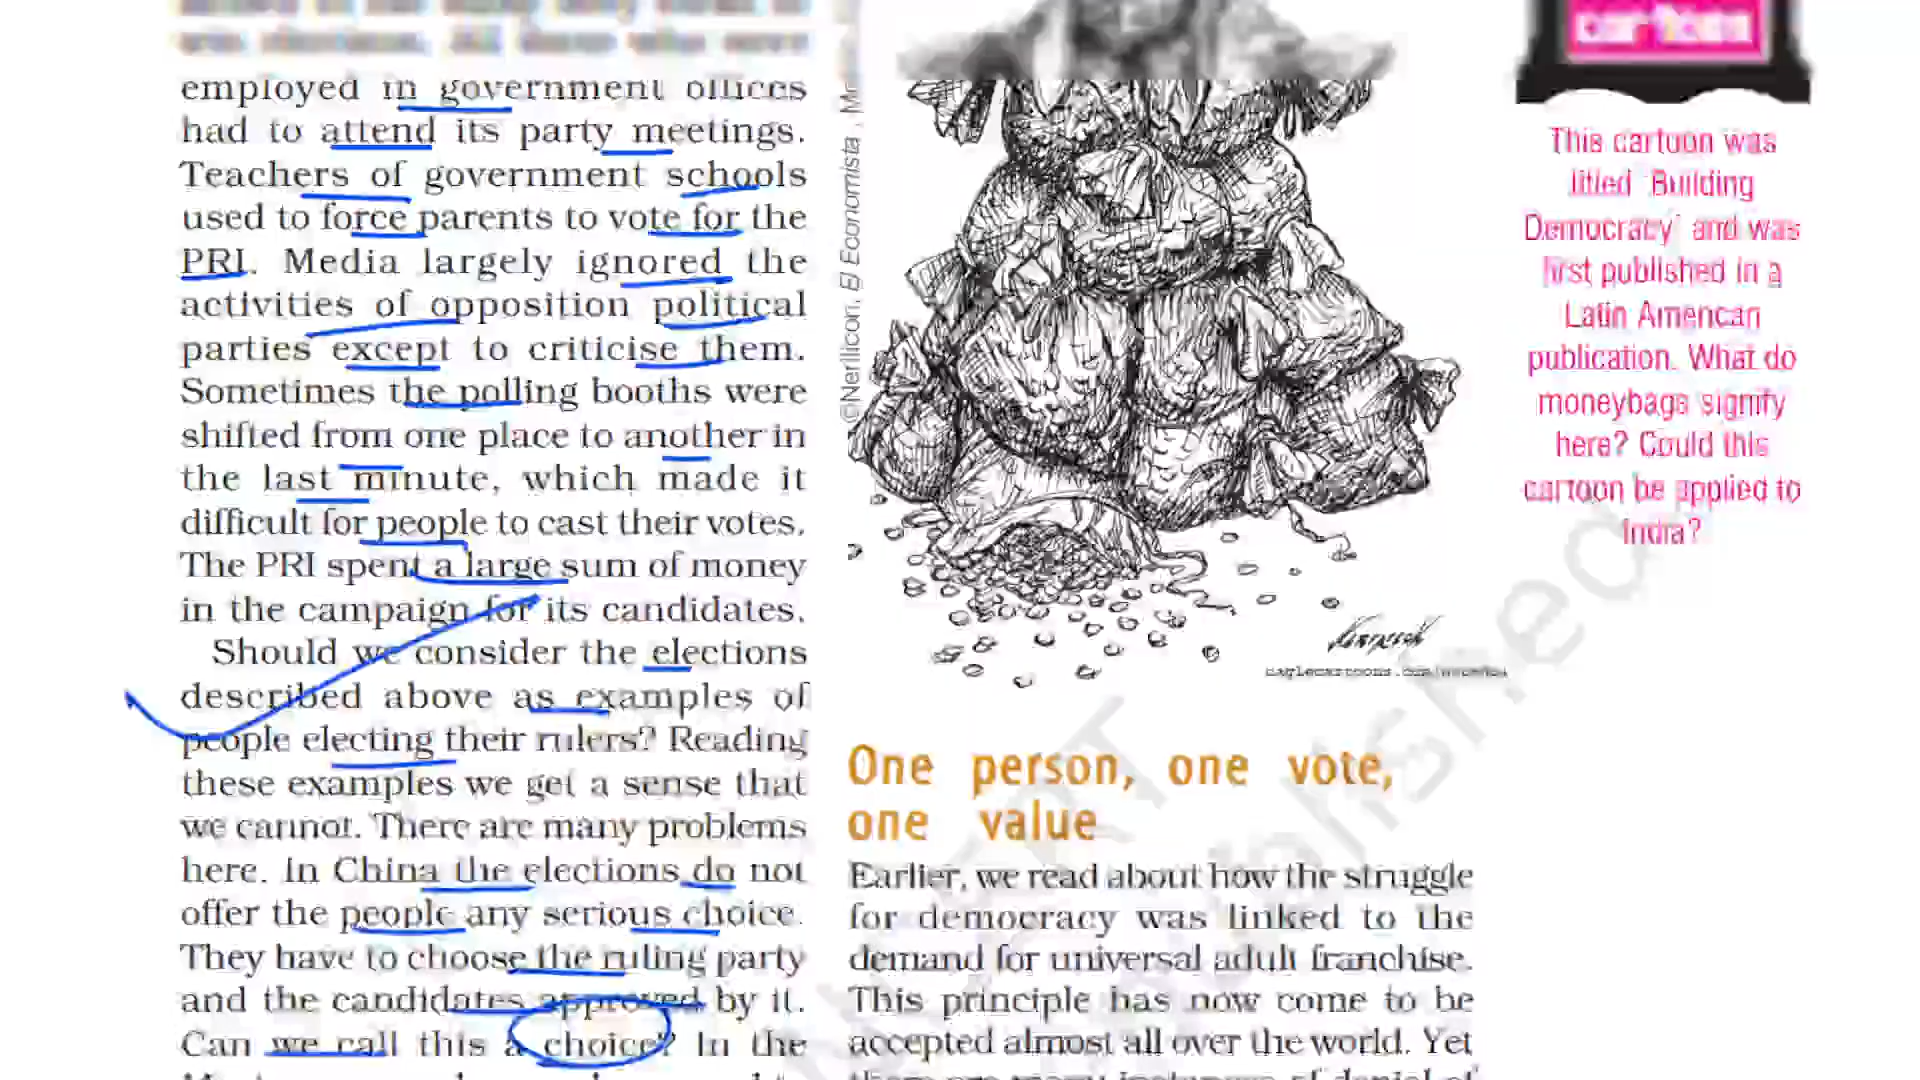 employed in government offices
had to attend its party meetings.
Teachers of government schools
used to force parents to vote for the
PRI. Media largely ignored the
activities of opposition political
parties except to criticise them.
Sometimes the polling booths were
shifted from one place to another in
the last minute, which made it
difficult for people to cast their votes.
The PRI spent a large sum of money
in the campaign for its candidates.
Should we consider the elections
described above as examples of
people electing their rulers? Reading
these examples we get a sense that
we cannot. There are many problems
here. In China the elections do not
offer the people any serious choice.
They have to choose the ruling party
and the candidates approved by it.
Can we call this a choice? In the
©Nerilicon, El Economista,
cartoon
This cartoon was
titled 'Building
Democracy' and was
first published in a
Latin American
publication. What do
moneybags signify
here? Could this
cartoon be applied to
India?
One person, one vote,
one value
Earlier, we read about how the struggle
for democracy was linked to the
demand for universal adult franchise.
This principle has now come to be
accepted almost all over the world. Yet
there are many instances of denial of